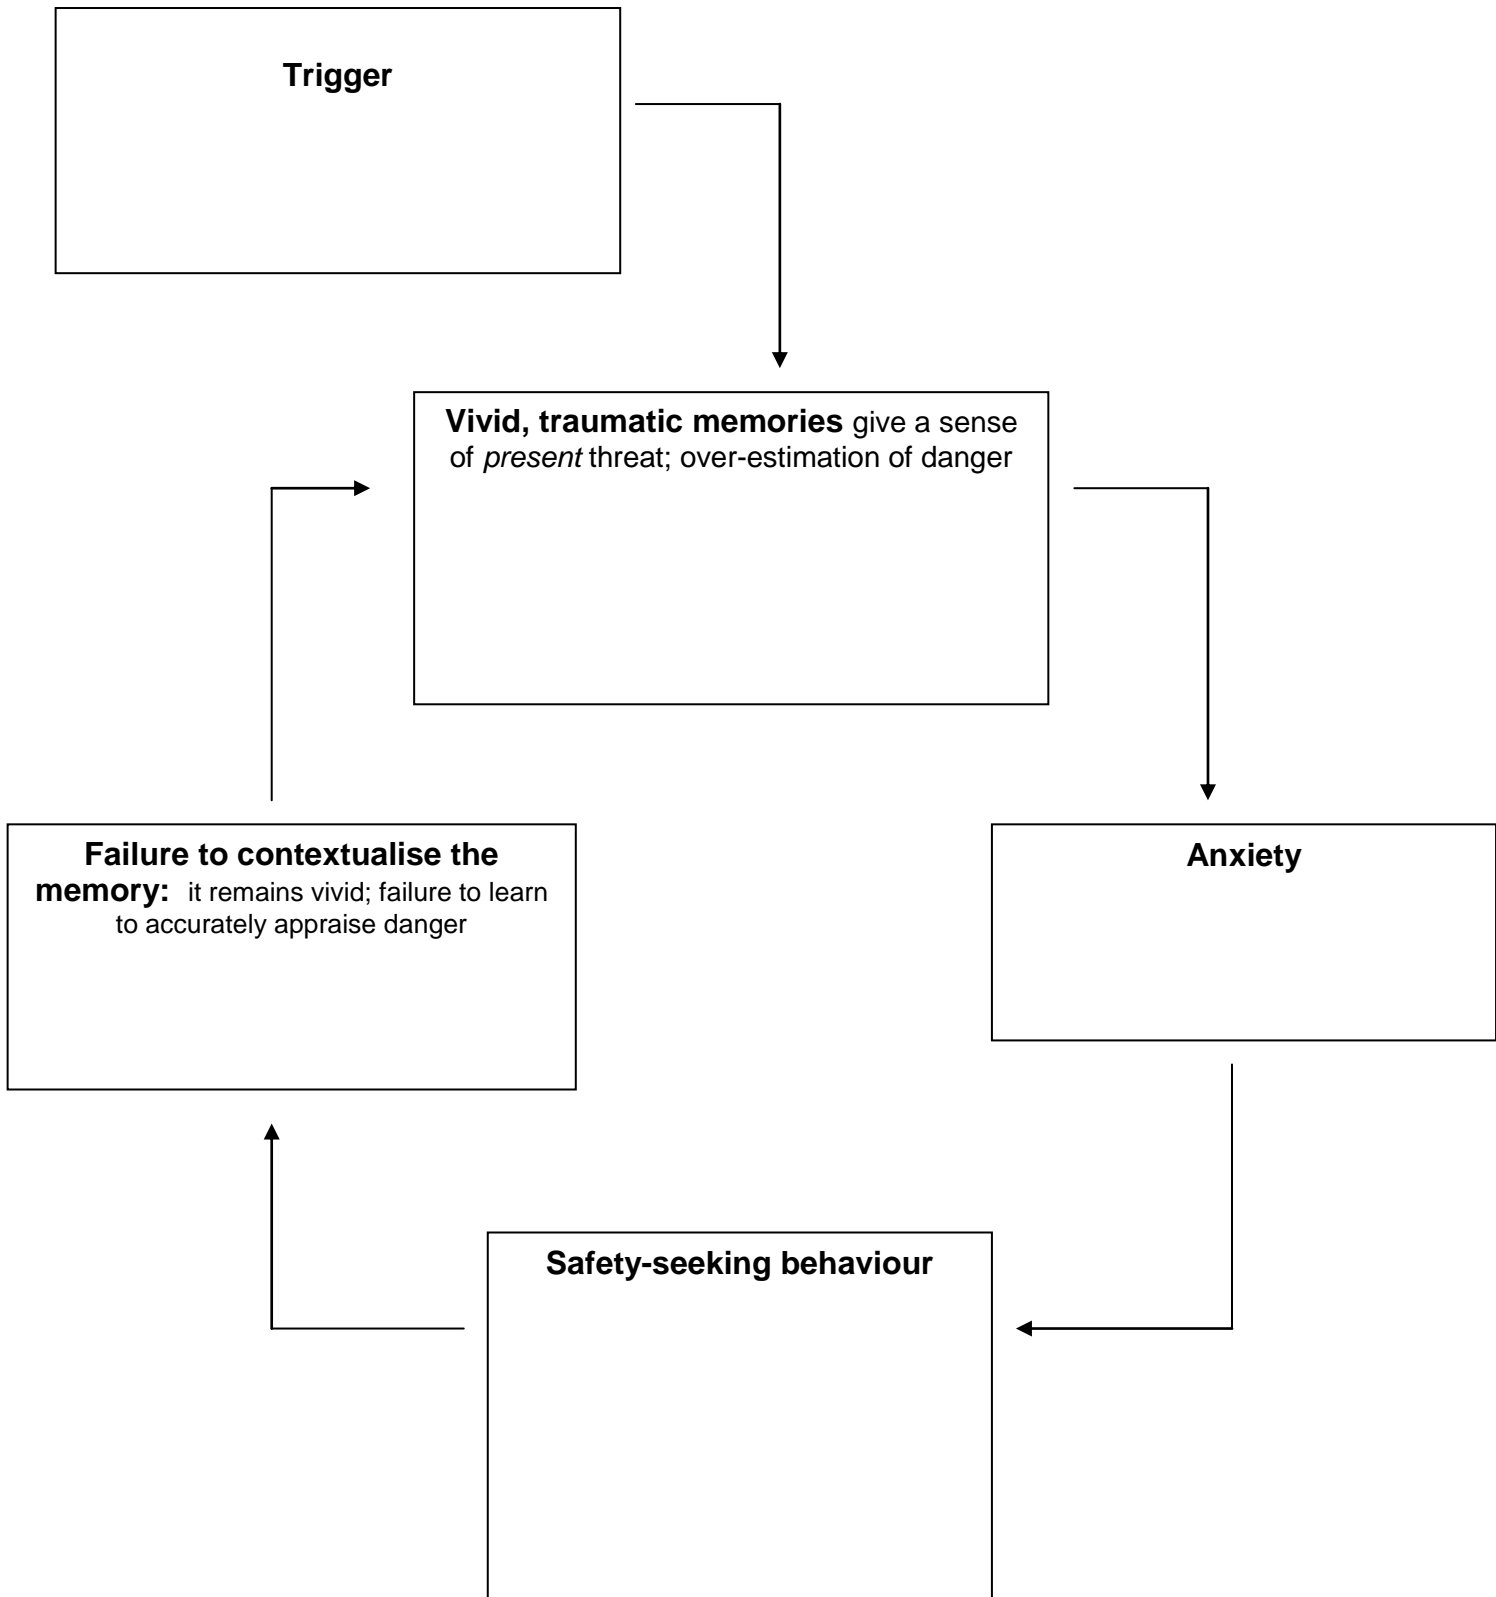 Trigger
Vivid, traumatic memories give a sense
of present threat; over-estimation of danger
Failure to contextualise the
memory: it remains vivid; failure to learn
to accurately appraise danger
Anxiety
Safety-seeking behaviour